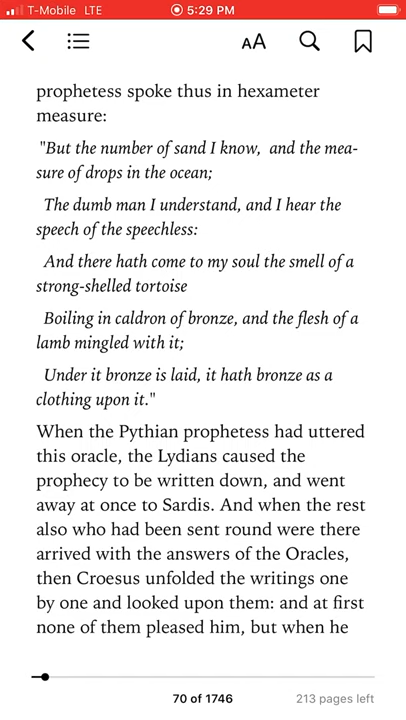 T-Mobile LTE 5:29 PM
AA
prophetess spoke thus in hexameter
measure:
"But the number of sand I know, and the mea-
sure of drops in the ocean;
The dumb man I understand, and I hear the
speech of the speechless:
And there hath come to my soul the smell of a
strong-shelled tortoise
Boiling in caldron of bronze, and the flesh of a
lamb mingled with it;
Under it bronze is laid, it hath bronze as a
clothing upon it."
When the Pythian prophetess had uttered
this oracle, the Lydians caused the
prophecy to be written down, and went
away at once to Sardis. And when the rest
also who had been sent round were there
arrived with the answers of the Oracles,
then Croesus unfolded the writings one
by one and looked upon them: and at first
none of them pleased him, but when he
70 of 1746 213 pages left